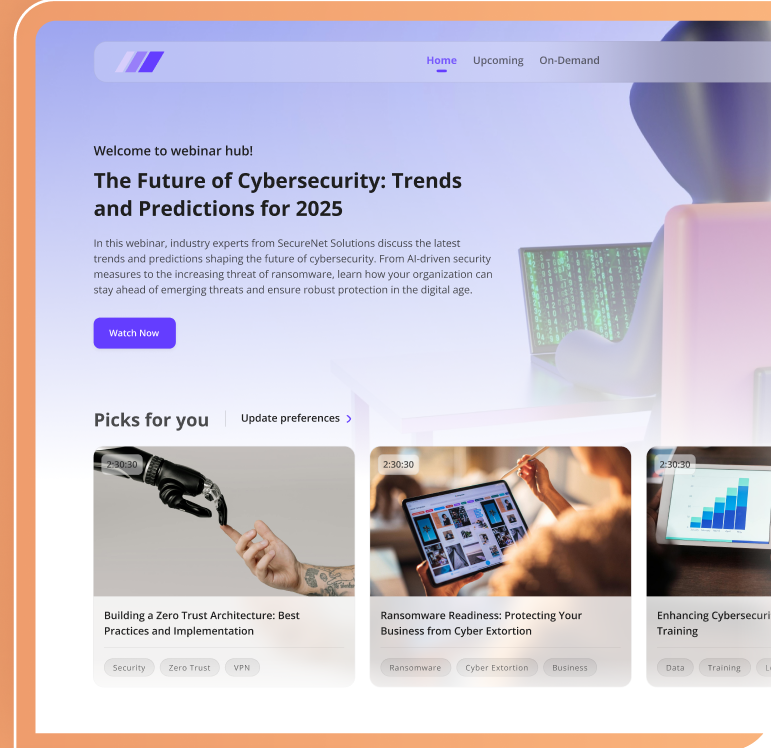 Home Upcoming On-Demand
Welcome to webinar hub!
The Future of Cybersecurity: Trends
and Predictions for 2025
In this webinar, industry experts from SecureNet Solutions discuss the latest
trends and predictions shaping the future of cybersecurity. From AI-driven security
measures to the increasing threat of ransomware, learn how your organization can
stay ahead of emerging threats and ensure robust protection in the digital age.
Watch Now
Picks for you
Update preferences
2:30:30
Building a Zero Trust Architecture: Best
Practices and Implementation
Security Zero Trust VPN
2:30:30
Ransomware Readiness: Protecting Your
Business from Cyber Extortion
Ransomware Cyber Extortion Business
2:30:30
Enhancing Cybersecuri
Training
Data Training